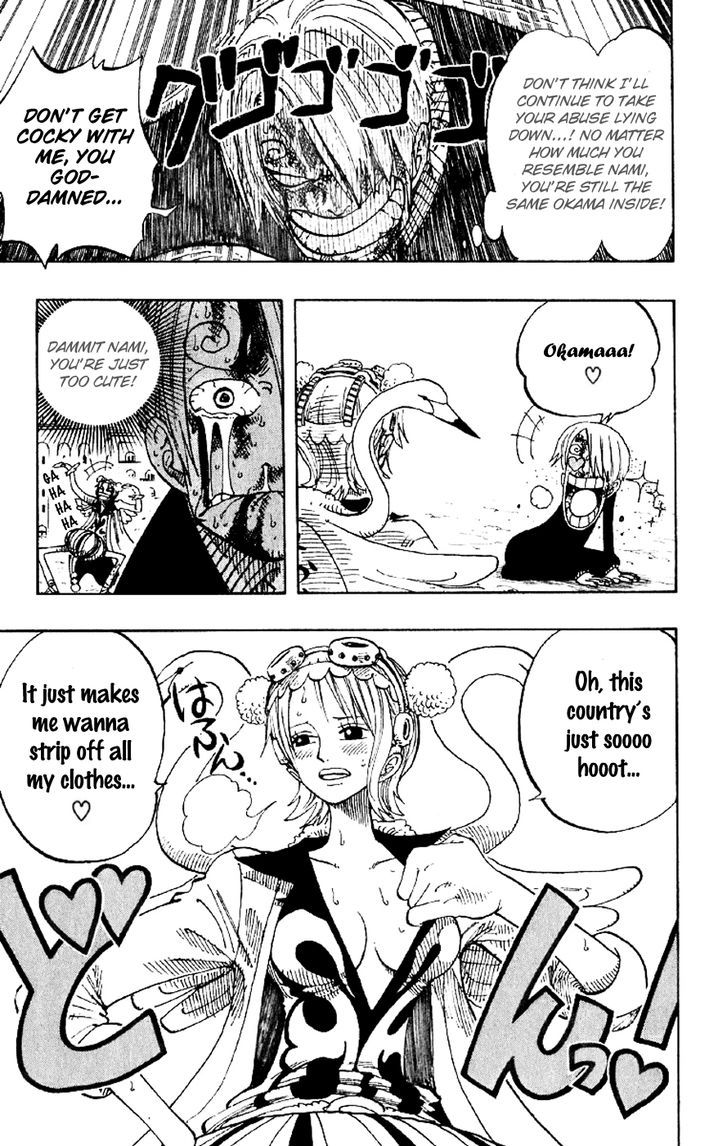 DON'T THINK I'LL
CONTINUE TO TAKE
YOUR ABUSE LYING
DOWN...! NO MATTER
HOW MUCH YOU
RESEMBLE NAMI,
YOU'RE STILL THE
SAME OKAMA INSIDE!
グゴゴゴゴゴ
DON'T GET
COCKY WITH
ME, YOU
GOD-
DAMNED...
Okamaaa!
♡
DAMMIT NAMI,
YOU'RE JUST
TOO CUTE!
GA
HA
HA
HA
Oh, this
country's
just soooo
hooot...
はふん...
It just makes
me wanna
strip off all
my clothes...
♡
どんっ!